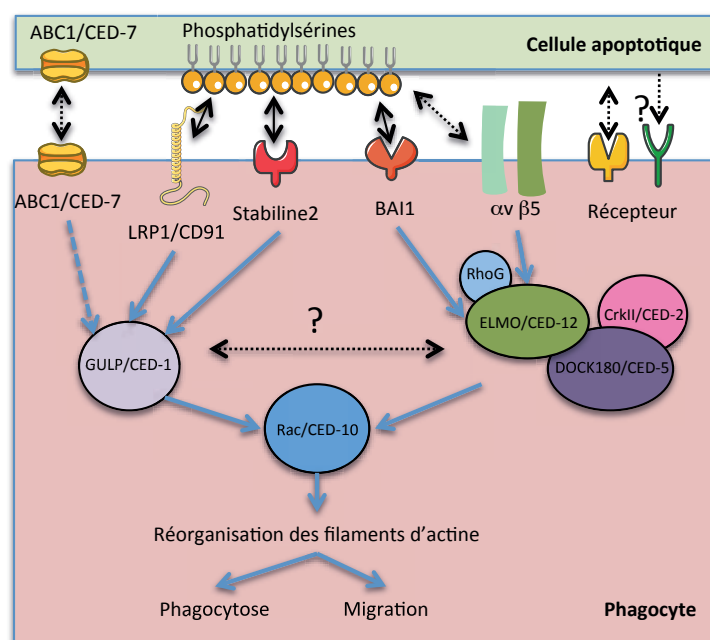 ABC1/CED-7
Phosphatidylsérines
Cellule apoptotique
?
ABC1/CED-7
LRP1/CD91
Stabiline2
BAI1
αv β5
Récepteur
RhoG
ELMO/CED-12
CrkII/CED-2
DOCK180/CED-5
?
GULP/CED-1
Rac/CED-10
Réorganisation des filaments d’actine
Phagocytose
Migration
Phagocyte